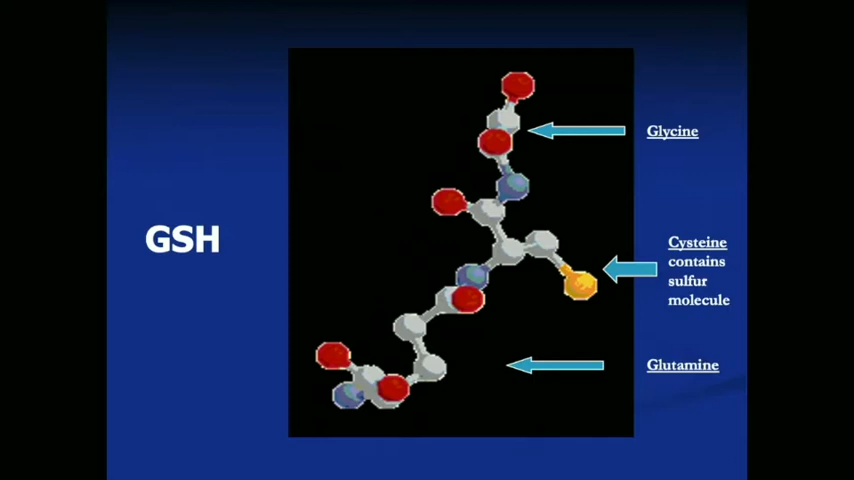 Glycine
GSH
Cysteine
contains
sulfur
molecule
Glutamine